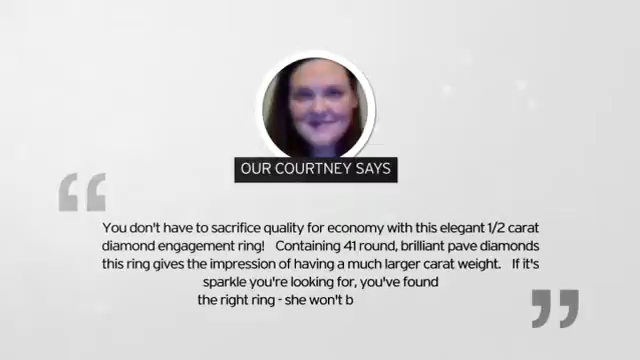 OUR COURTNEY SAYS
You don't have to sacrifice quality for economy with this elegant 1/2 carat
diamond engagement ring! Containing 41 round, brilliant pave diamonds
this ring gives the impression of having a much larger carat weight. If it's
sparkle you're looking for, you've found
the right ring - she won't b